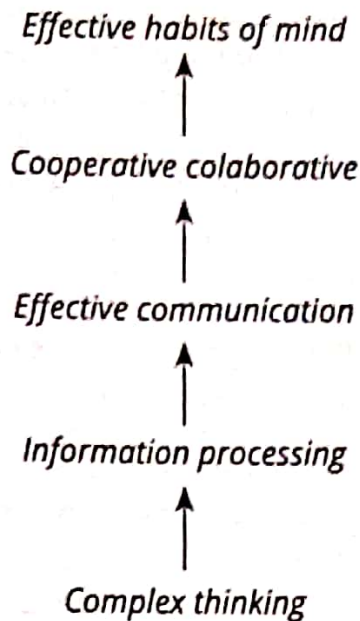 Effective habits of mind
Cooperative colaborative
Effective communication
Information processing
Complex thinking